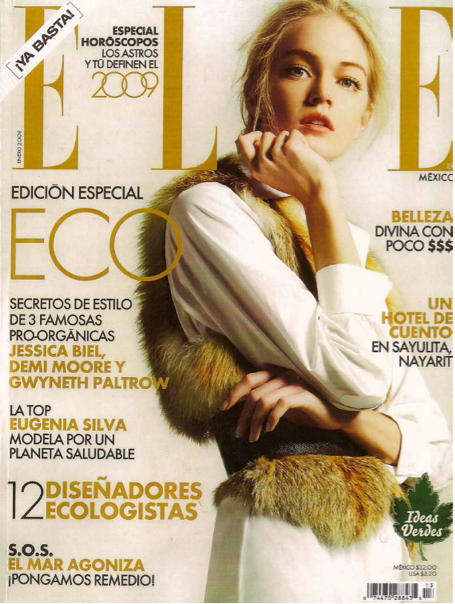 ¡YA BASTA!
ESPECIAL
HORÓSCOPOS
LOS ASTROS
Y TÚ DEFINEN EL
2009
ELLE
ENERO 2009
MÉXICO
EDICIÓN ESPECIAL
ECO
SECRETOS DE ESTILO
DE 3 FAMOSAS
PRO-ORGÁNICAS
JESSICA BIEL,
DEMI MOORE Y
GWYNETH PALTROW
LA TOP
EUGENIA SILVA
MODELA POR UN
PLANETA SALUDABLE
12 DISEÑADORES
ECOLOGISTAS
S.O.S.
EL MAR AGONIZA
¡PONGAMOS REMEDIO!
BELLEZA
DIVINA CON
POCO $$$
UN
HOTEL DE
CUENTO
EN SAYULITA,
NAYARIT
Ideas
Verdes
MÉXICO $32.00
USA $3.20